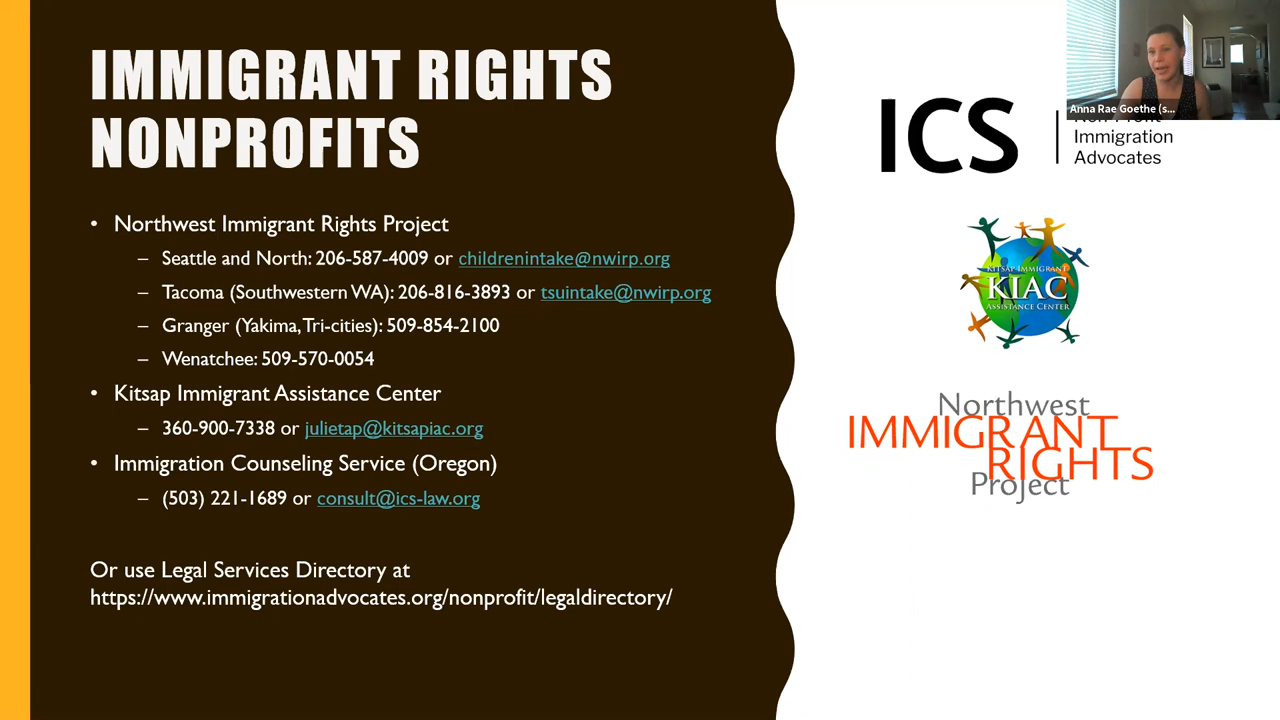 IMMIGRANT RIGHTS
NONPROFITS
• Northwest Immigrant Rights Project
– Seattle and North: 206-587-4009 or childrenintake@nwirp.org
– Tacoma (Southwestern WA): 206-816-3893 or tsuintake@nwirp.org
– Granger (Yakima, Tri-cities): 509-854-2100
– Wenatchee: 509-570-0054
• Kitsap Immigrant Assistance Center
– 360-900-7338 or julietap@kitsapiac.org
• Immigration Counseling Service (Oregon)
– (503) 221-1689 or consult@ics-law.org
Or use Legal Services Directory at
https://www.immigrationadvocates.org/nonprofit/legaldirectory/
Anna Rae Goethe (s...
ICS
Immigration
Advocates
KITSAP IMMIGRANT
KIAC
ASSISTANCE CENTER
Northwest
IMMIGRANT
RIGHTS
Project